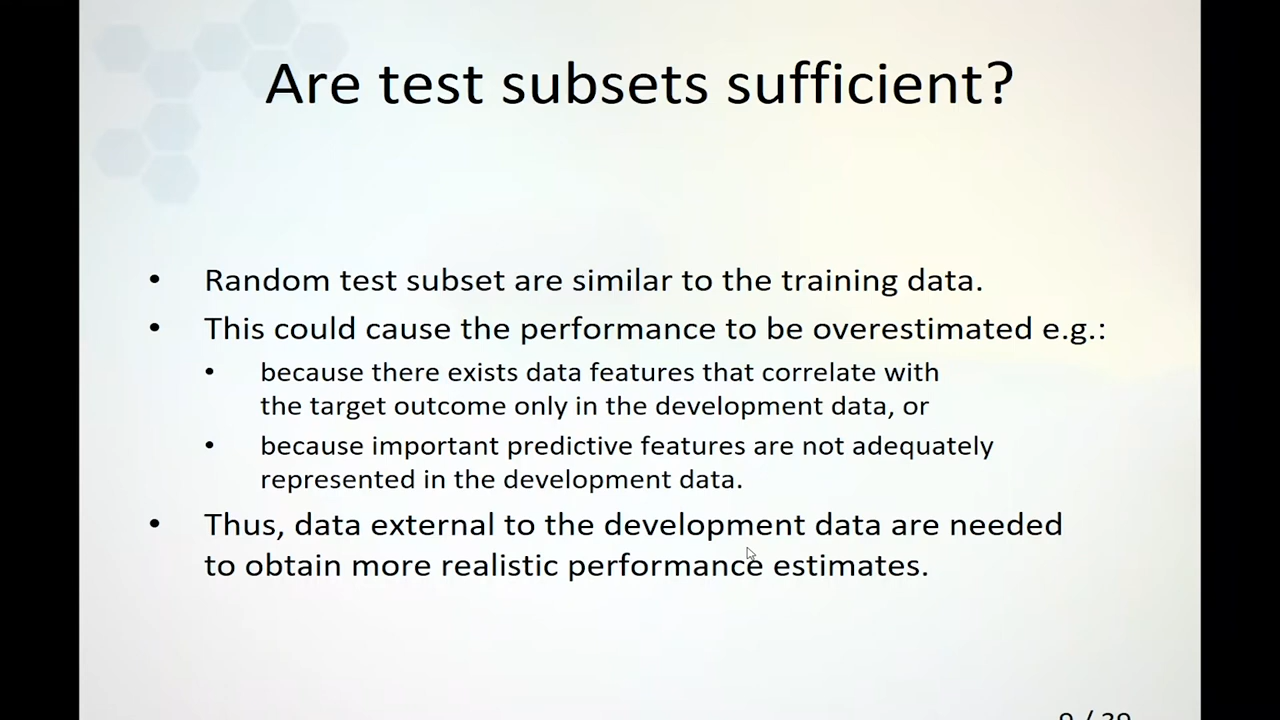 Are test subsets sufficient?
• Random test subset are similar to the training data.
• This could cause the performance to be overestimated e.g.:
• because there exists data features that correlate with
the target outcome only in the development data, or
• because important predictive features are not adequately
represented in the development data.
• Thus, data external to the development data are needed
to obtain more realistic performance estimates.